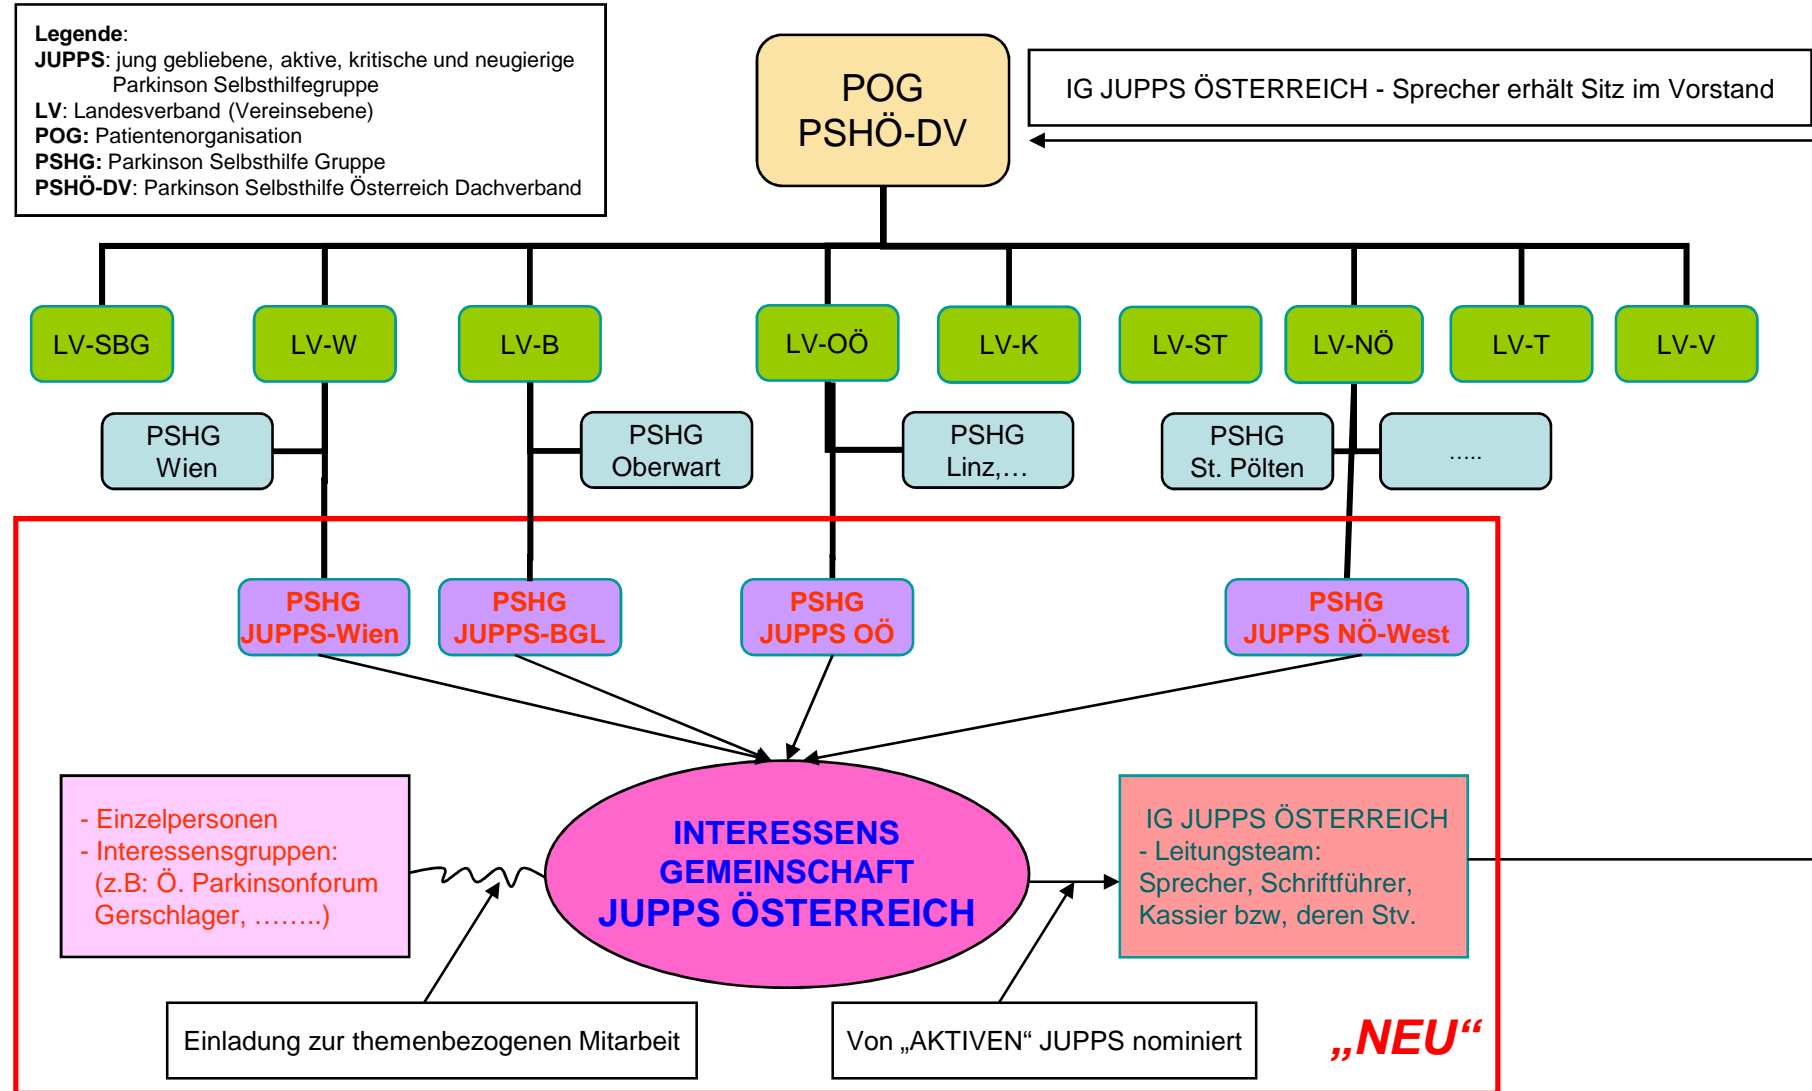 Legende:
JUPPS: jung gebliebene, aktive, kritische und neugierige
Parkinson Selbsthilfegruppe
LV: Landesverband (Vereinsebene)
POG: Patientenorganisation
PSHG: Parkinson Selbsthilfe Gruppe
PSHÖ-DV: Parkinson Selbsthilfe Österreich Dachverband
POG
PSHÖ-DV
IG JUPPS ÖSTERREICH - Sprecher erhält Sitz im Vorstand
LV-SBG
LV-W
LV-B
LV-OÖ
LV-K
LV-ST
LV-NÖ
LV-T
LV-V
PSHG
Wien
PSHG
Oberwart
PSHG
Linz,…
PSHG
St. Pölten
…..
PSHG
JUPPS-Wien
PSHG
JUPPS-BGL
PSHG
JUPPS OÖ
PSHG
JUPPS NÖ-West
- Einzelpersonen
- Interessensgruppen:
(z.B: Ö. Parkinsonforum
Gerschlager, ……..)
INTERESSENS
GEMEINSCHAFT
JUPPS ÖSTERREICH
IG JUPPS ÖSTERREICH
- Leitungsteam:
Sprecher, Schriftführer,
Kassier bzw, deren Stv.
Einladung zur themenbezogenen Mitarbeit
Von „AKTIVEN“ JUPPS nominiert
„NEU“